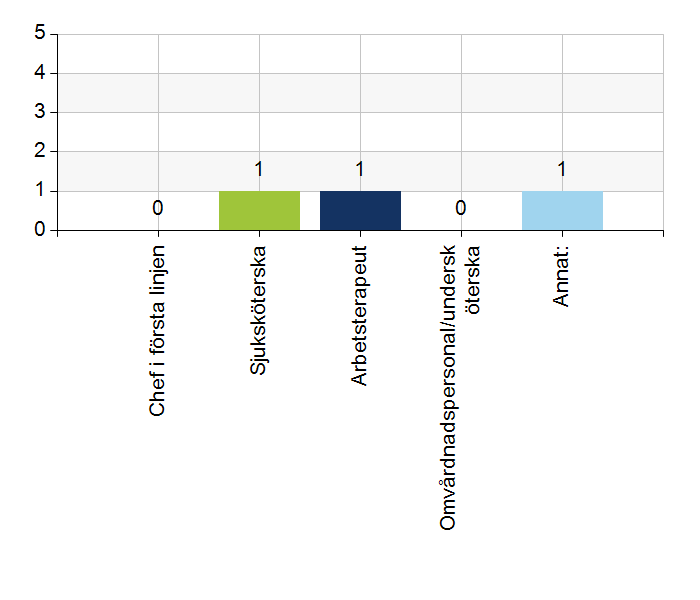 5
4
3
2
1
0
0
1
1
0
1
Chef i första linjen
Sjuksköterska
Arbetsterapeut
Omvårdnadspersonal/undersk
öterska
Annat: